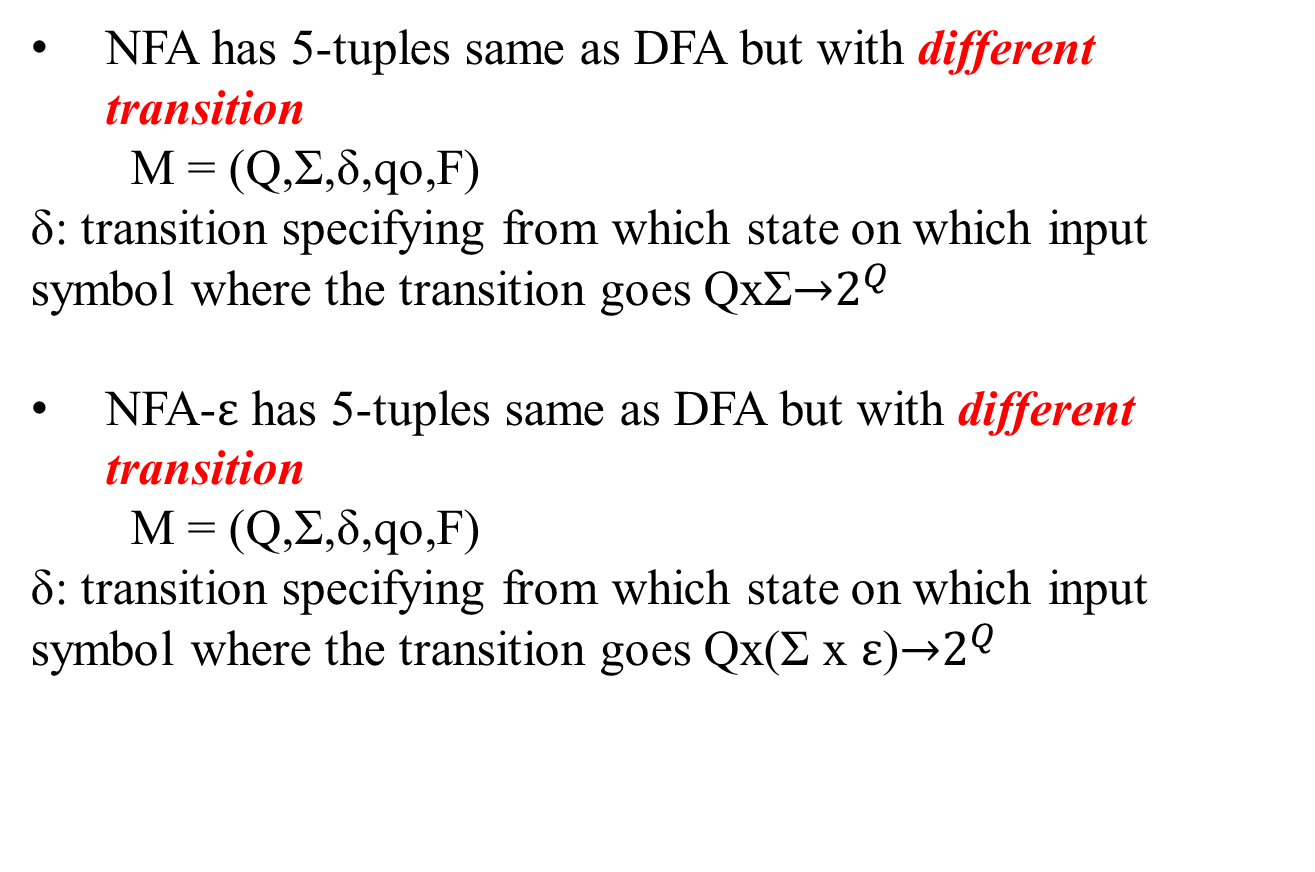 • NFA has 5-tuples same as DFA but with different
transition
M = (Q,Σ,δ,qo,F)
δ: transition specifying from which state on which input
symbol where the transition goes QxΣ→2^Q
• NFA-ε has 5-tuples same as DFA but with different
transition
M = (Q,Σ,δ,qo,F)
δ: transition specifying from which state on which input
symbol where the transition goes Qx(Σ x ε)→2^Q